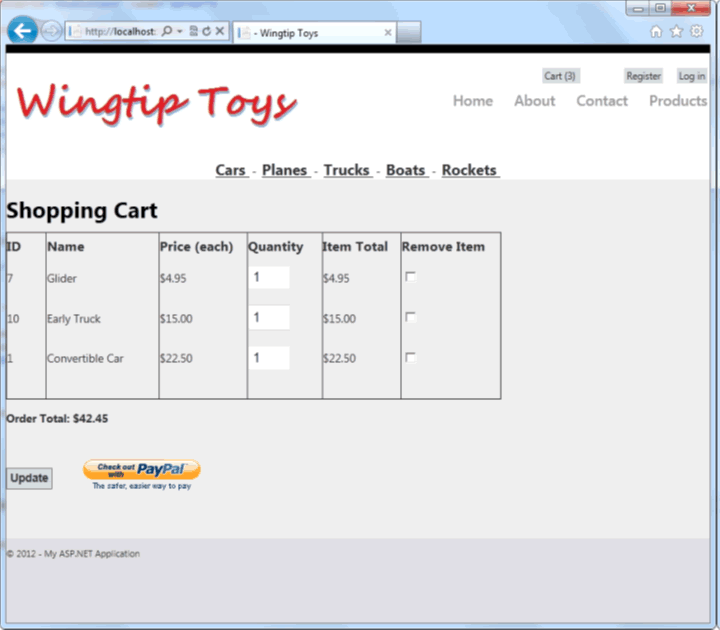 http://localhost:
- Wingtip Toys
Cart (3) Register Log in
Wingtip Toys
Home About Contact Products
Cars - Planes - Trucks - Boats - Rockets
Shopping Cart
ID Name Price (each) Quantity Item Total Remove Item
7 Glider $4.95 1 $4.95
10 Early Truck $15.00 1 $15.00
1 Convertible Car $22.50 1 $22.50
Order Total: $42.45
Update
Check out with PayPal
The safer, easier way to pay
© 2012 - My ASP.NET Application